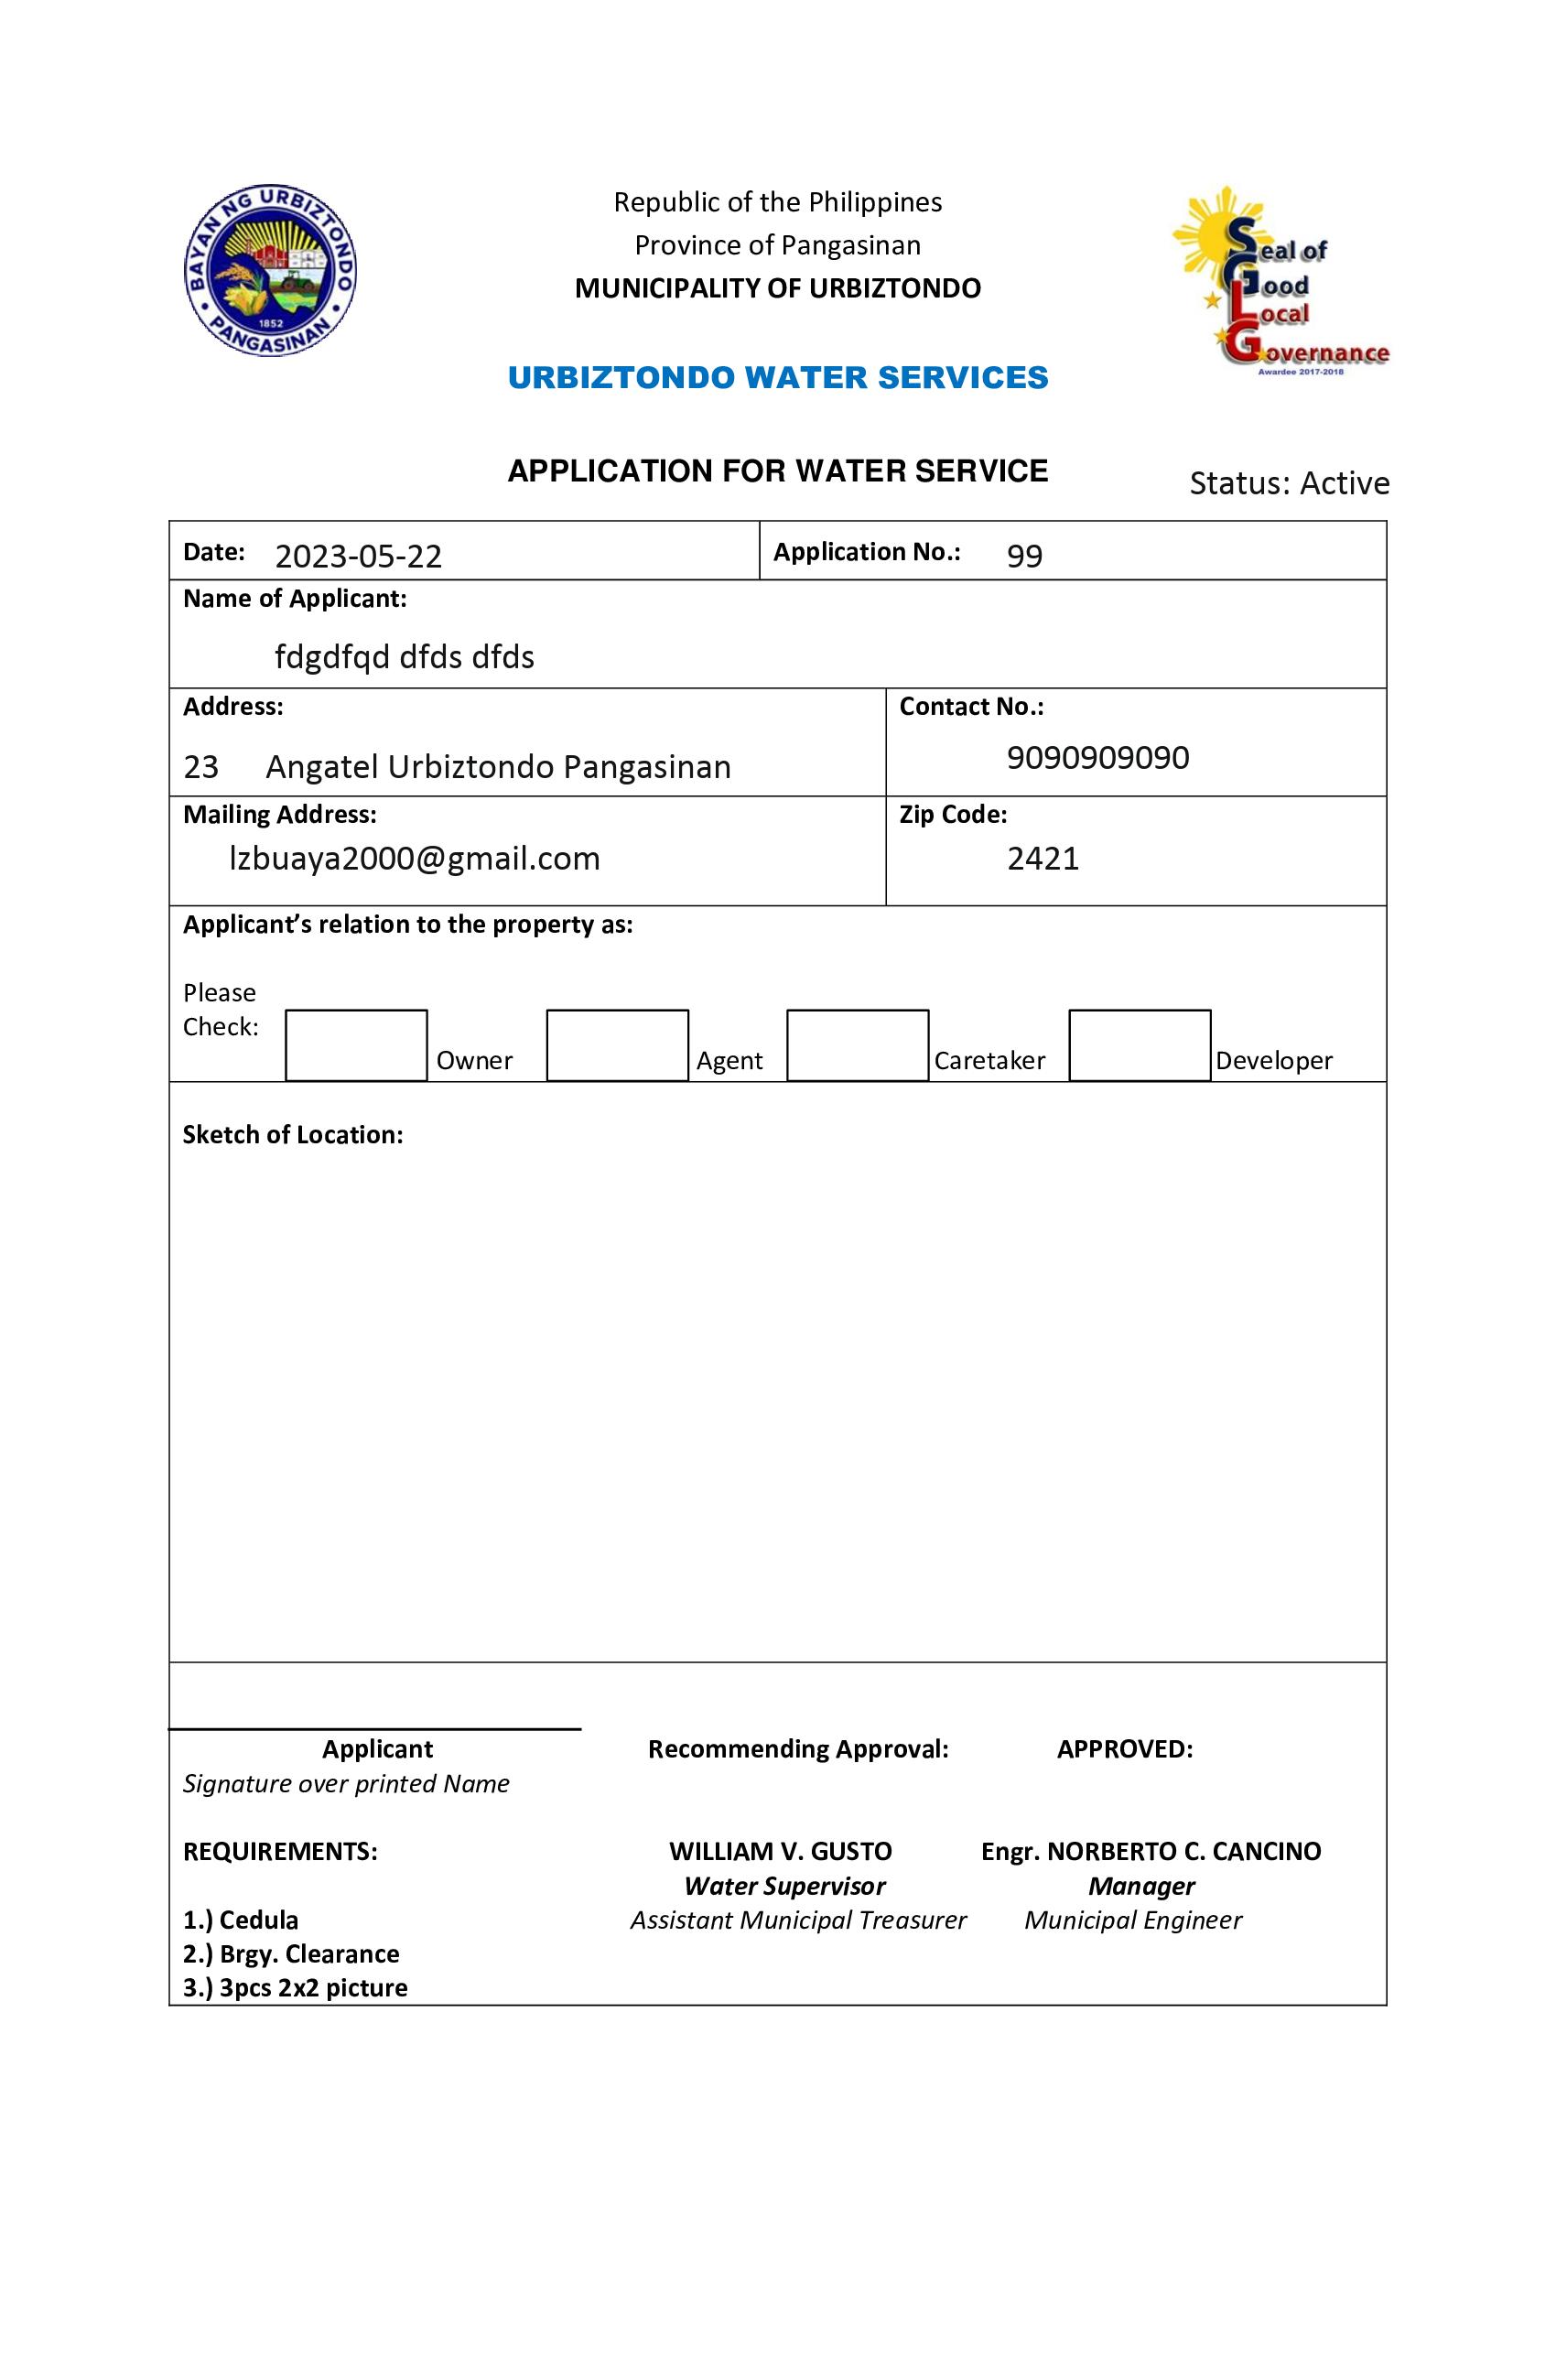 BAYAN NG URBIZTONDO
1852
PANGASINAN
Republic of the Philippines
Province of Pangasinan
MUNICIPALITY OF URBIZTONDO
Seal of
Good
Local
Governance
Awardee 2017-2018
URBIZTONDO WATER SERVICES
APPLICATION FOR WATER SERVICE
Status: Active
Date: 2023-05-22 Application No.: 99
Name of Applicant:
fdgdfqd dfds dfds
Address: Contact No.:
23 Angatel Urbiztondo Pangasinan 9090909090
Mailing Address: Zip Code:
lzbuaya2000@gmail.com 2421
Applicant’s relation to the property as:
Please
Check:
Owner Agent Caretaker Developer
Sketch of Location:
Applicant Recommending Approval: APPROVED:
Signature over printed Name
REQUIREMENTS: WILLIAM V. GUSTO Engr. NORBERTO C. CANCINO
Water Supervisor Manager
1.) Cedula Assistant Municipal Treasurer Municipal Engineer
2.) Brgy. Clearance
3.) 3pcs 2x2 picture